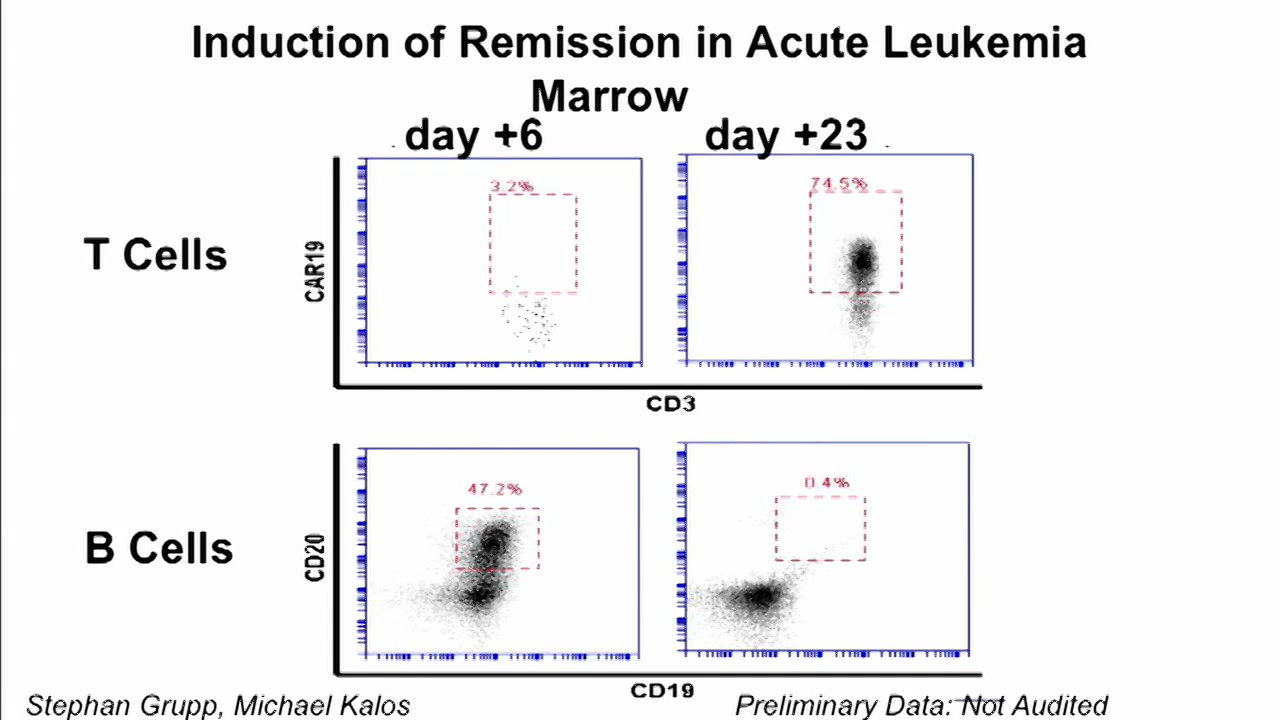 Induction of Remission in Acute Leukemia
Marrow
day +6 day +23
3.2% 74.5%
T Cells
CAR19
CD3
47.2% 0.4%
B Cells
CD20
CD19
Stephan Grupp, Michael Kalos Preliminary Data: Not Audited